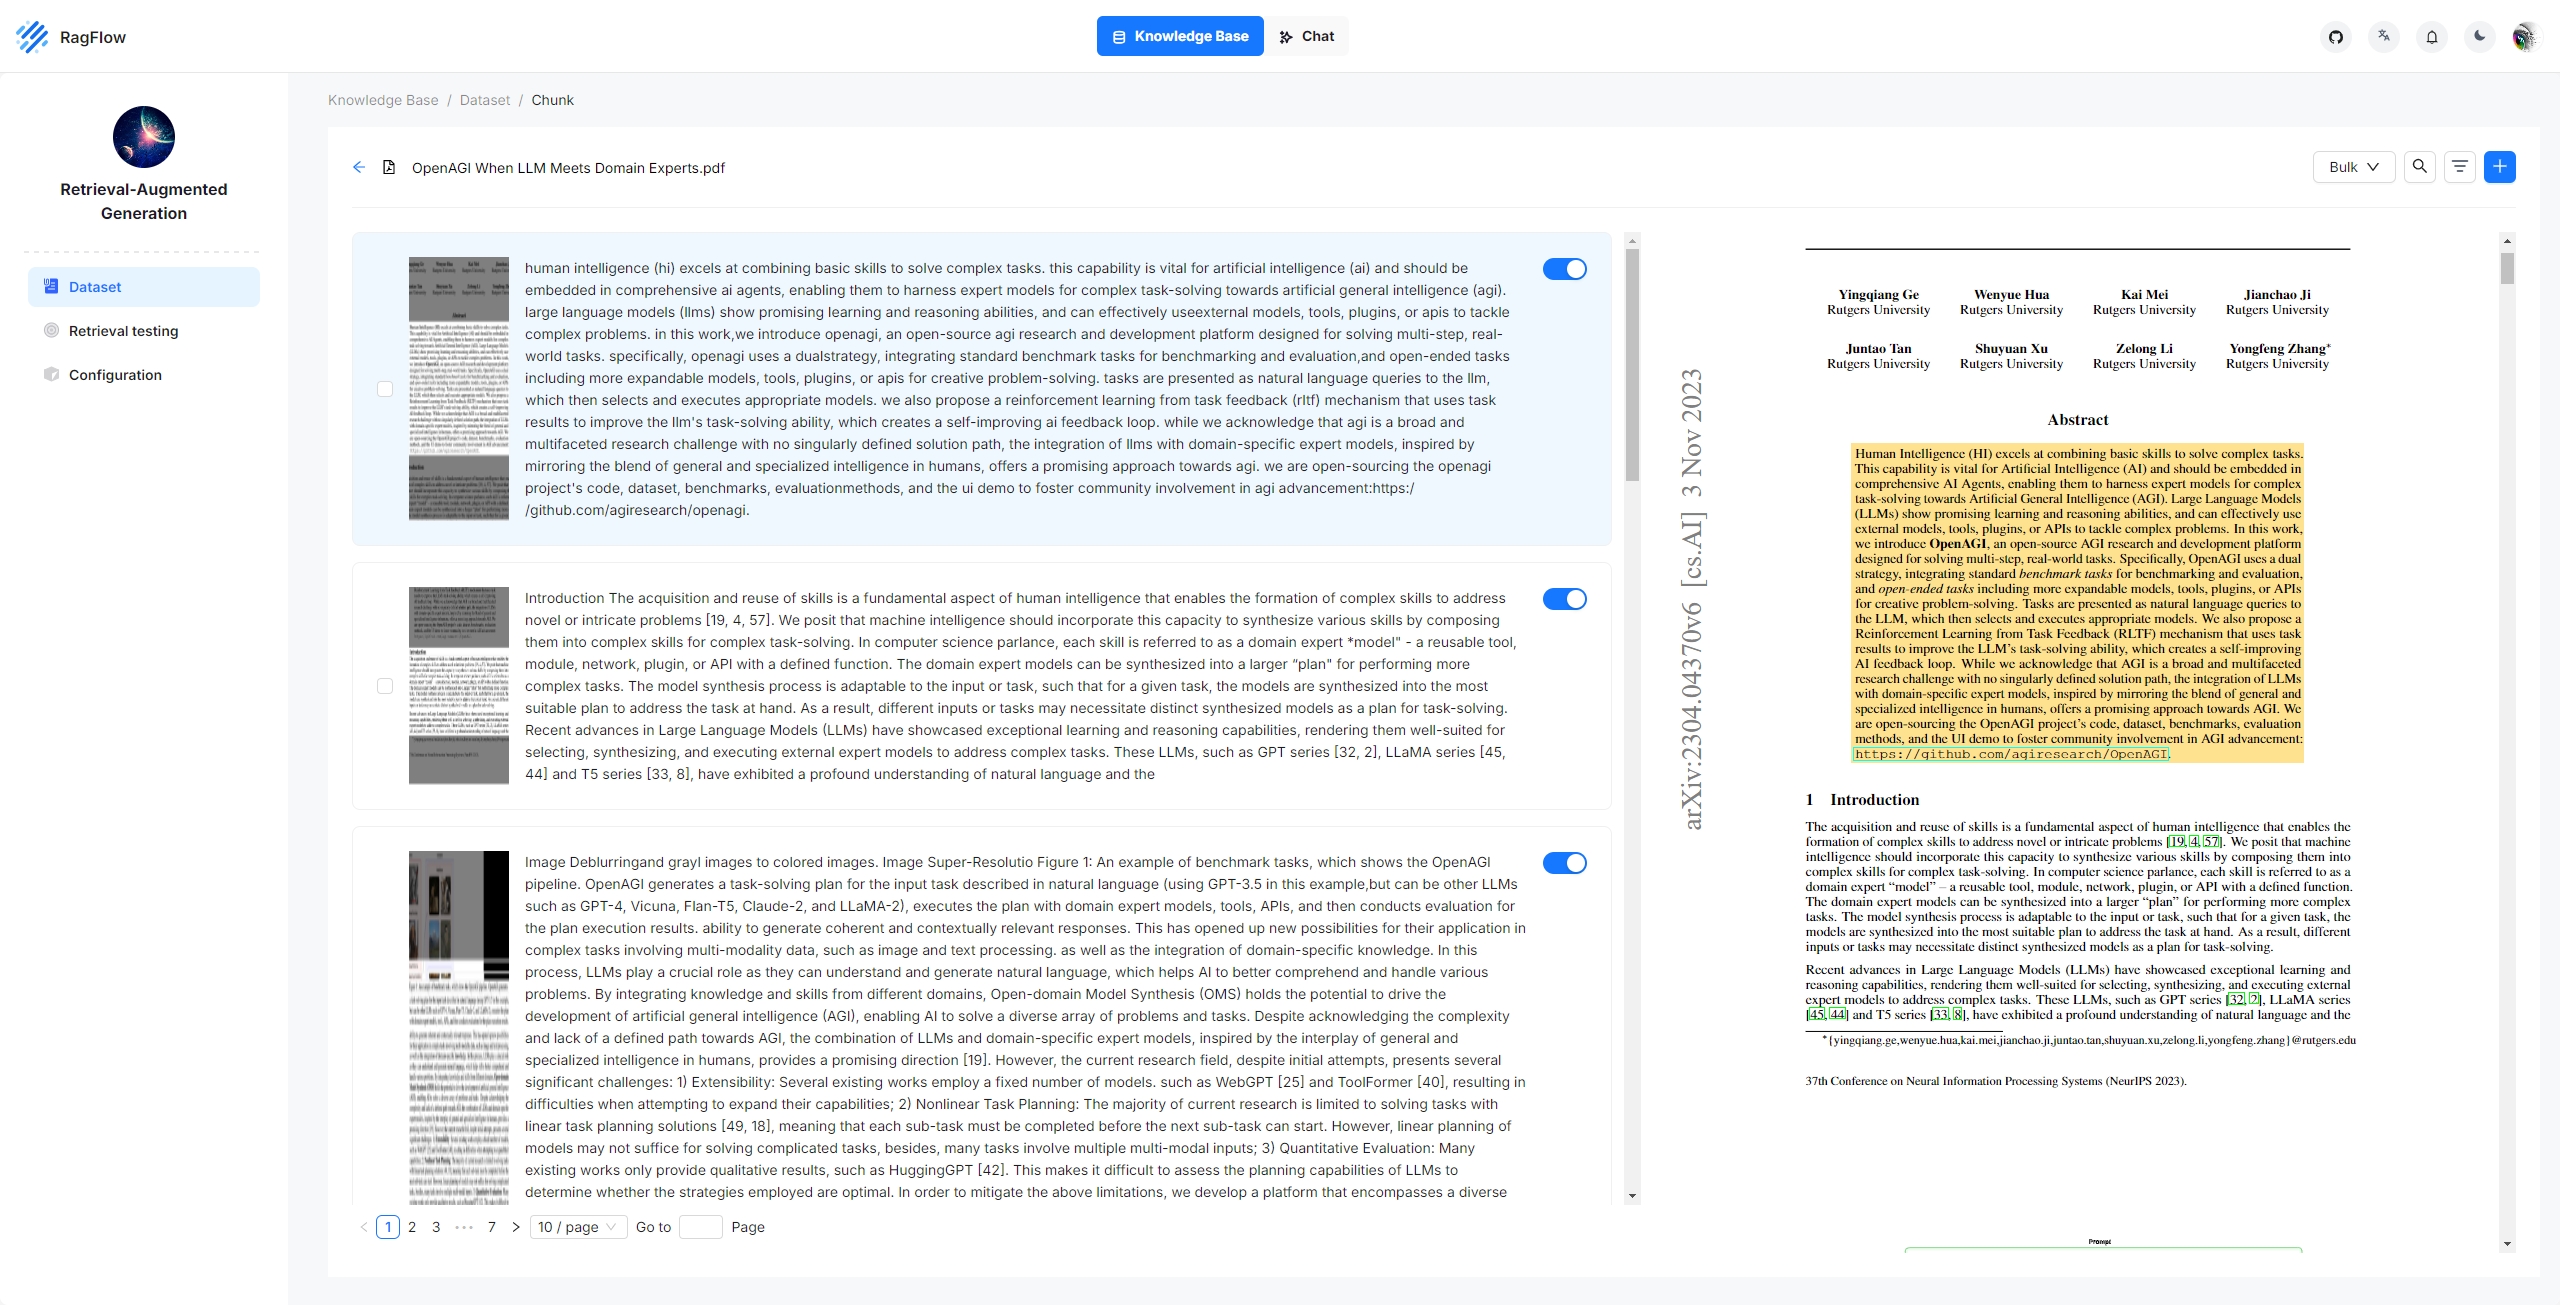 RagFlow
Knowledge Base
Chat
Retrieval-Augmented
Generation
Dataset
Retrieval testing
Configuration
Knowledge Base / Dataset / Chunk
OpenAGI When LLM Meets Domain Experts.pdf
Bulk
human intelligence (hi) excels at combining basic skills to solve complex tasks. this capability is vital for artificial intelligence (ai) and should be
embedded in comprehensive ai agents, enabling them to harness expert models for complex task-solving towards artificial general intelligence (agi).
large language models (llms) show promising learning and reasoning abilities, and can effectively useexternal models, tools, plugins, or apis to tackle
complex problems. in this work,we introduce openagi, an open-source agi research and development platform designed for solving multi-step, real-
world tasks. specifically, openagi uses a dualstrategy, integrating standard benchmark tasks for benchmarking and evaluation,and open-ended tasks
including more expandable models, tools, plugins, or apis for creative problem-solving. tasks are presented as natural language queries to the llm,
which then selects and executes appropriate models. we also propose a reinforcement learning from task feedback (rltf) mechanism that uses task
results to improve the llm's task-solving ability, which creates a self-improving ai feedback loop. while we acknowledge that agi is a broad and
multifaceted research challenge with no singularly defined solution path, the integration of llms with domain-specific expert models, inspired by
mirroring the blend of general and specialized intelligence in humans, offers a promising approach towards agi. we are open-sourcing the openagi
project's code, dataset, benchmarks, evaluationmethods, and the ui demo to foster community involvement in agi advancement:https:/
/github.com/agiresearch/openagi.
Introduction The acquisition and reuse of skills is a fundamental aspect of human intelligence that enables the formation of complex skills to address
novel or intricate problems [19, 4, 57]. We posit that machine intelligence should incorporate this capacity to synthesize various skills by composing
them into complex skills for complex task-solving. In computer science parlance, each skill is referred to as a domain expert *model" - a reusable tool,
module, network, plugin, or API with a defined function. The domain expert models can be synthesized into a larger “plan" for performing more
complex tasks. The model synthesis process is adaptable to the input or task, such that for a given task, the models are synthesized into the most
suitable plan to address the task at hand. As a result, different inputs or tasks may necessitate distinct synthesized models as a plan for task-solving.
Recent advances in Large Language Models (LLMs) have showcased exceptional learning and reasoning capabilities, rendering them well-suited for
selecting, synthesizing, and executing external expert models to address complex tasks. These LLMs, such as GPT series [32, 2], LLaMA series [45,
44] and T5 series [33, 8], have exhibited a profound understanding of natural language and the
Image Deblurringand grayl images to colored images. Image Super-Resolutio Figure 1: An example of benchmark tasks, which shows the OpenAGI
pipeline. OpenAGI generates a task-solving plan for the input task described in natural language (using GPT-3.5 in this example,but can be other LLMs
such as GPT-4, Vicuna, Flan-T5, Claude-2, and LLaMA-2), executes the plan with domain expert models, tools, APIs, and then conducts evaluation for
the plan execution results. ability to generate coherent and contextually relevant responses. This has opened up new possibilities for their application in
complex tasks involving multi-modality data, such as image and text processing. as well as the integration of domain-specific knowledge. In this
process, LLMs play a crucial role as they can understand and generate natural language, which helps AI to better comprehend and handle various
problems. By integrating knowledge and skills from different domains, Open-domain Model Synthesis (OMS) holds the potential to drive the
development of artificial general intelligence (AGI), enabling AI to solve a diverse array of problems and tasks. Despite acknowledging the complexity
and lack of a defined path towards AGI, the combination of LLMs and domain-specific expert models, inspired by the interplay of general and
specialized intelligence in humans, provides a promising direction [19]. However, the current research field, despite initial attempts, presents several
significant challenges: 1) Extensibility: Several existing works employ a fixed number of models. such as WebGPT [25] and ToolFormer [40], resulting in
difficulties when attempting to expand their capabilities; 2) Nonlinear Task Planning: The majority of current research is limited to solving tasks with
linear task planning solutions [49, 18], meaning that each sub-task must be completed before the next sub-task can start. However, linear planning of
models may not suffice for solving complicated tasks, besides, many tasks involve multiple multi-modal inputs; 3) Quantitative Evaluation: Many
existing works only provide qualitative results, such as HuggingGPT [42]. This makes it difficult to assess the planning capabilities of LLMs to
determine whether the strategies employed are optimal. In order to mitigate the above limitations, we develop a platform that encompasses a diverse
1 2 3 ••• 7 10 / page Go to Page
arXiv:2304.04370v6 [cs.AI] 3 Nov 2023
Yingqiang Ge Wenyue Hua Kai Mei Jianchao Ji
Rutgers University Rutgers University Rutgers University Rutgers University
Juntao Tan Shuyuan Xu Zelong Li Yongfeng Zhang*
Rutgers University Rutgers University Rutgers University Rutgers University
Abstract
Human Intelligence (HI) excels at combining basic skills to solve complex tasks.
This capability is vital for Artificial Intelligence (AI) and should be embedded in
comprehensive AI Agents, enabling them to harness expert models for complex
task-solving towards Artificial General Intelligence (AGI). Large Language Models
(LLMs) show promising learning and reasoning abilities, and can effectively use
external models, tools, plugins, or APIs to tackle complex problems. In this work,
we introduce OpenAGI, an open-source AGI research and development platform
designed for solving multi-step, real-world tasks. Specifically, OpenAGI uses a dual
strategy, integrating standard benchmark tasks for benchmarking and evaluation,
and open-ended tasks including more expandable models, tools, plugins, or APIs
for creative problem-solving. Tasks are presented as natural language queries to
the LLM, which then selects and executes appropriate models. We also propose a
Reinforcement Learning from Task Feedback (RLTF) mechanism that uses task
results to improve the LLM’s task-solving ability, which creates a self-improving
AI feedback loop. While we acknowledge that AGI is a broad and multifaceted
research challenge with no singularly defined solution path, the integration of LLMs
with domain-specific expert models, inspired by mirroring the blend of general and
specialized intelligence in humans, offers a promising approach towards AGI. We
are open-sourcing the OpenAGI project’s code, dataset, benchmarks, evaluation
methods, and the UI demo to foster community involvement in AGI advancement:
https://github.com/agiresearch/OpenAGI.
1 Introduction
The acquisition and reuse of skills is a fundamental aspect of human intelligence that enables the
formation of complex skills to address novel or intricate problems [19, 4, 57]. We posit that machine
intelligence should incorporate this capacity to synthesize various skills by composing them into
complex skills for complex task-solving. In computer science parlance, each skill is referred to as a
domain expert “model” – a reusable tool, module, network, plugin, or API with a defined function.
The domain expert models can be synthesized into a larger “plan” for performing more complex
tasks. The model synthesis process is adaptable to the input or task, such that for a given task, the
models are synthesized into the most suitable plan to address the task at hand. As a result, different
inputs or tasks may necessitate distinct synthesized models as a plan for task-solving.
Recent advances in Large Language Models (LLMs) have showcased exceptional learning and
reasoning capabilities, rendering them well-suited for selecting, synthesizing, and executing external
expert models to address complex tasks. These LLMs, such as GPT series [32, 2], LLaMA series
[45, 44] and T5 series [33, 8], have exhibited a profound understanding of natural language and the
*{yingqiang.ge,wenyue.hua,kai.mei,jianchao.ji,juntao.tan,shuyuan.xu,zelong.li,yongfeng.zhang}@rutgers.edu
37th Conference on Neural Information Processing Systems (NeurIPS 2023).
Prompt